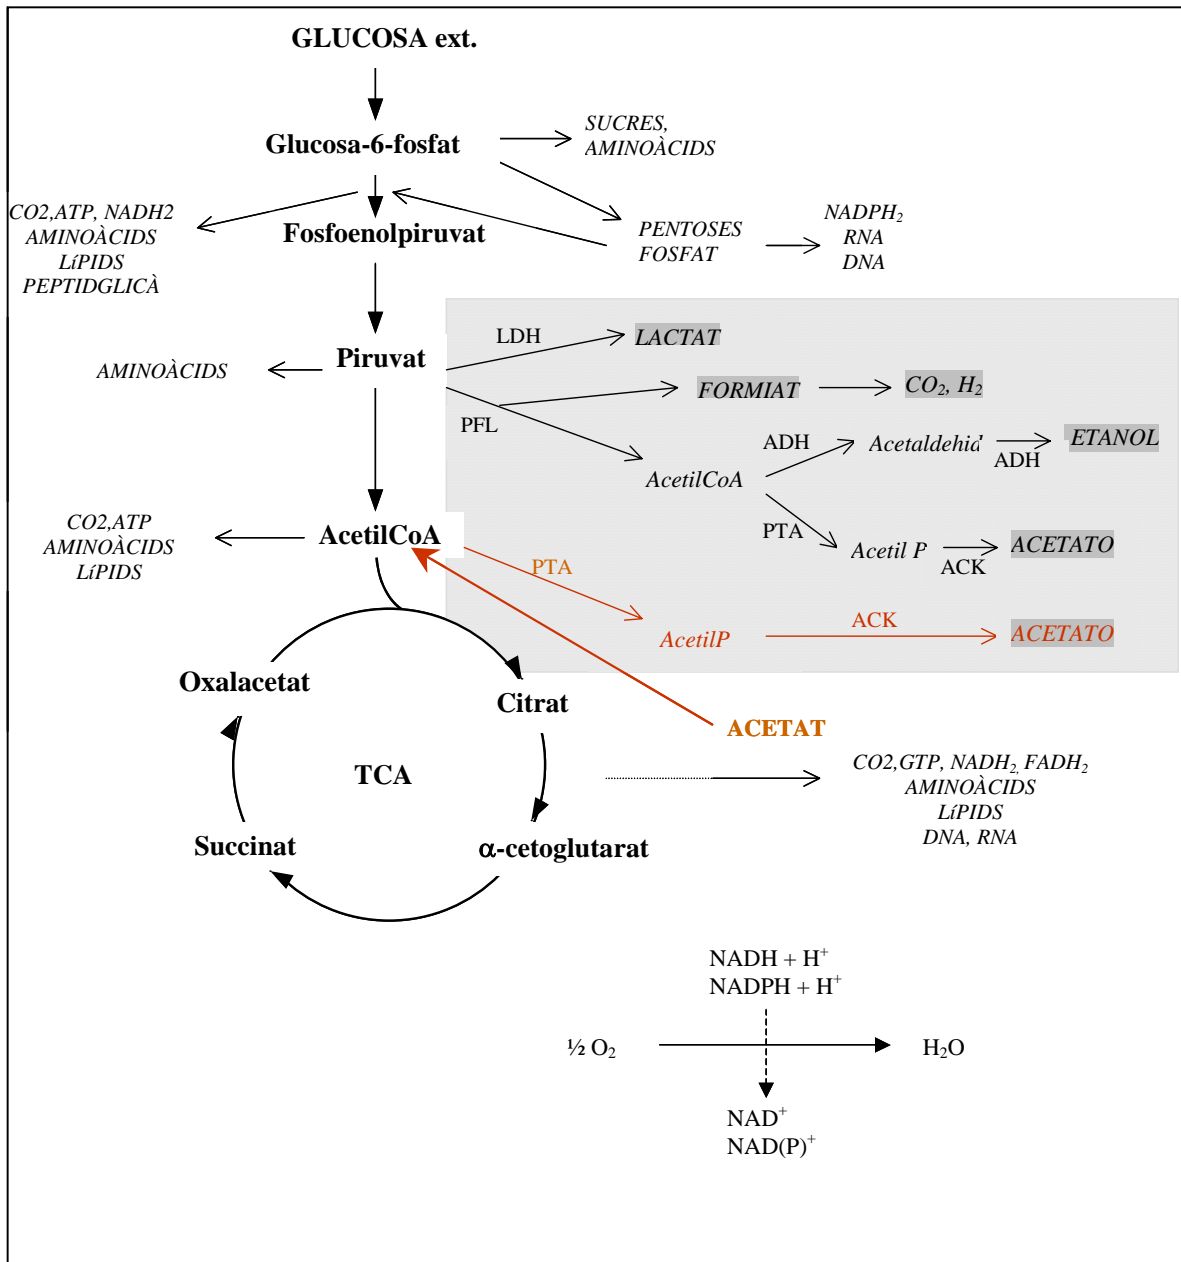 GLUCOSA ext.
Glucosa-6-fosfat
SUCRES,
AMINOÀCIDS
CO2,ATP, NADH2
AMINOÀCIDS
LíPIDS
PEPTIDGLICÀ
Fosfoenolpiruvat
PENTOSES
FOSFAT
NADPH₂
RNA
DNA
Piruvat
AMINOÀCIDS
LDH
LACTAT
PFL
FORMIAT
CO₂, H₂
AcetilCoA
ADH
Acetaldehid
ADH
ETANOL
PTA
Acetil P
ACK
ACETATO
CO2,ATP
AMINOÀCIDS
LíPIDS
AcetilCoA
PTA
AcetilP
ACK
ACETATO
Oxalacetat
Citrat
ACETAT
TCA
CO2,GTP, NADH₂, FADH₂
AMINOÀCIDS
LíPIDS
DNA, RNA
Succinat
α-cetoglutarat
NADH + H⁺
NADPH + H⁺
½ O₂
H₂O
NAD⁺
NAD(P)⁺